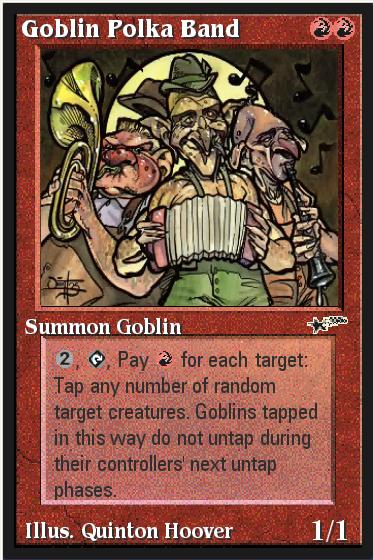 Goblin Polka Band
Summon Goblin
2, , Pay for each target:
Tap any number of random
target creatures. Goblins tapped
in this way do not untap during
their controllers' next untap
phases.
Illus. Quinton Hoover 1/1